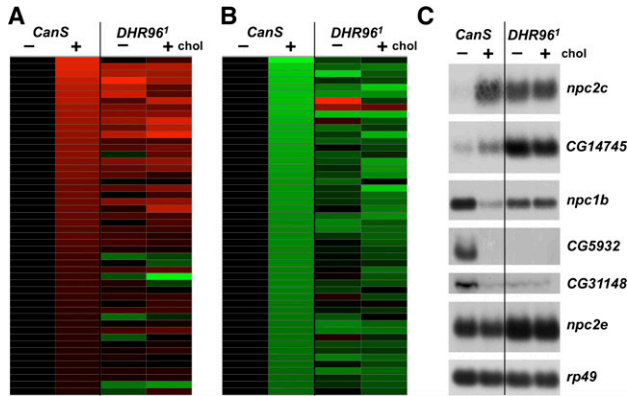 A
CanS DHR96¹
− + − + chol
B
CanS DHR96¹
− + − + chol
C
CanS DHR96¹
− + − + chol
npc2c
CG14745
npc1b
CG5932
CG31148
npc2e
rp49